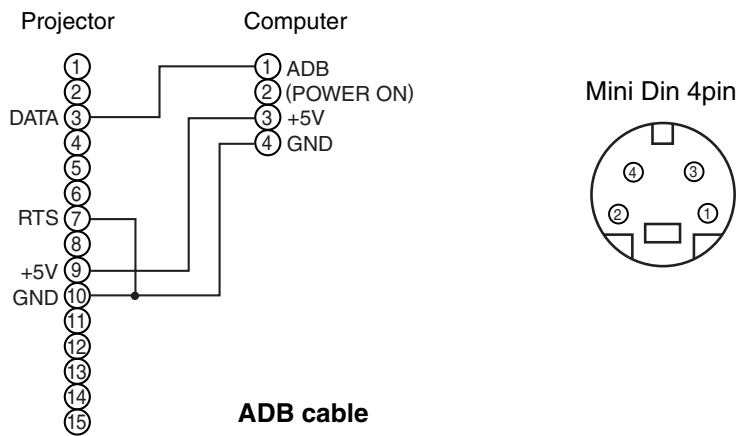 Projector Computer
1 1 ADB
2 2 (POWER ON)
DATA 3 3 +5V
4 4 GND
5
6
RTS 7
8
+5V 9
GND 10
11
12
13
14
15
ADB cable
Mini Din 4pin
4 3
2 1